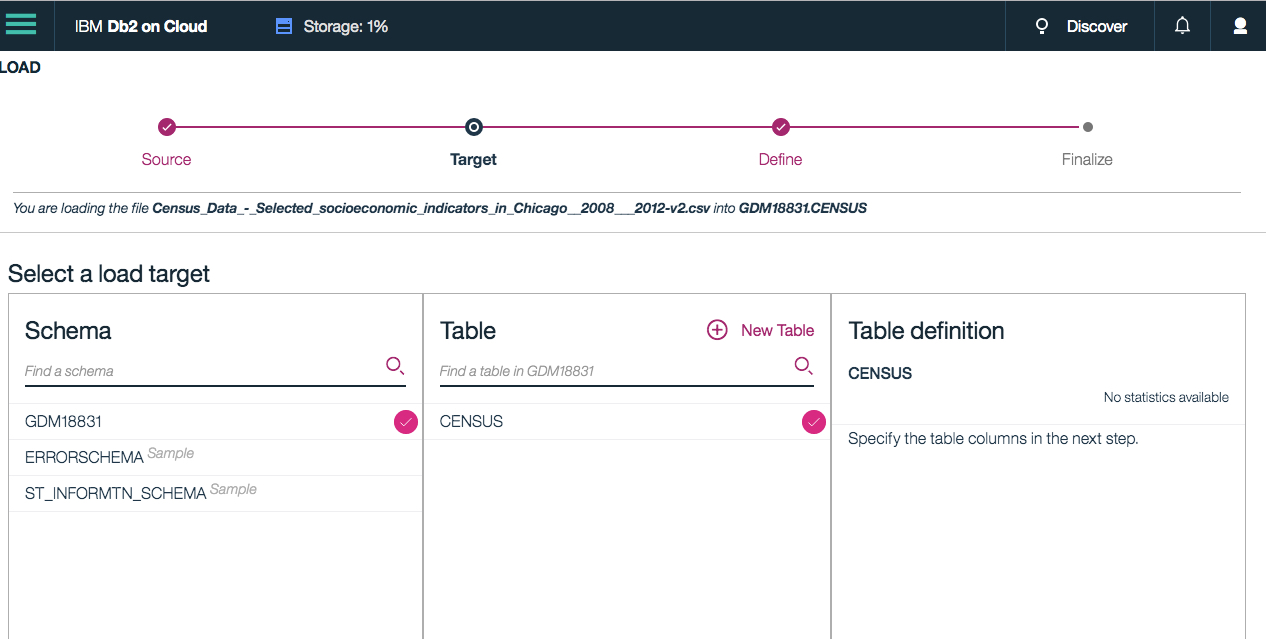 IBM Db2 on Cloud
Storage: 1%
Discover
LOAD
Source
Target
Define
Finalize
You are loading the file Census_Data_-_Selected_socioeconomic_indicators_in_Chicago__2008___2012-v2.csv into GDM18831.CENSUS
Select a load target
Schema
Find a schema
GDM18831
ERRORSCHEMA Sample
ST_INFORMTN_SCHEMA Sample
Table
New Table
Find a table in GDM18831
CENSUS
Table definition
CENSUS
No statistics available
Specify the table columns in the next step.